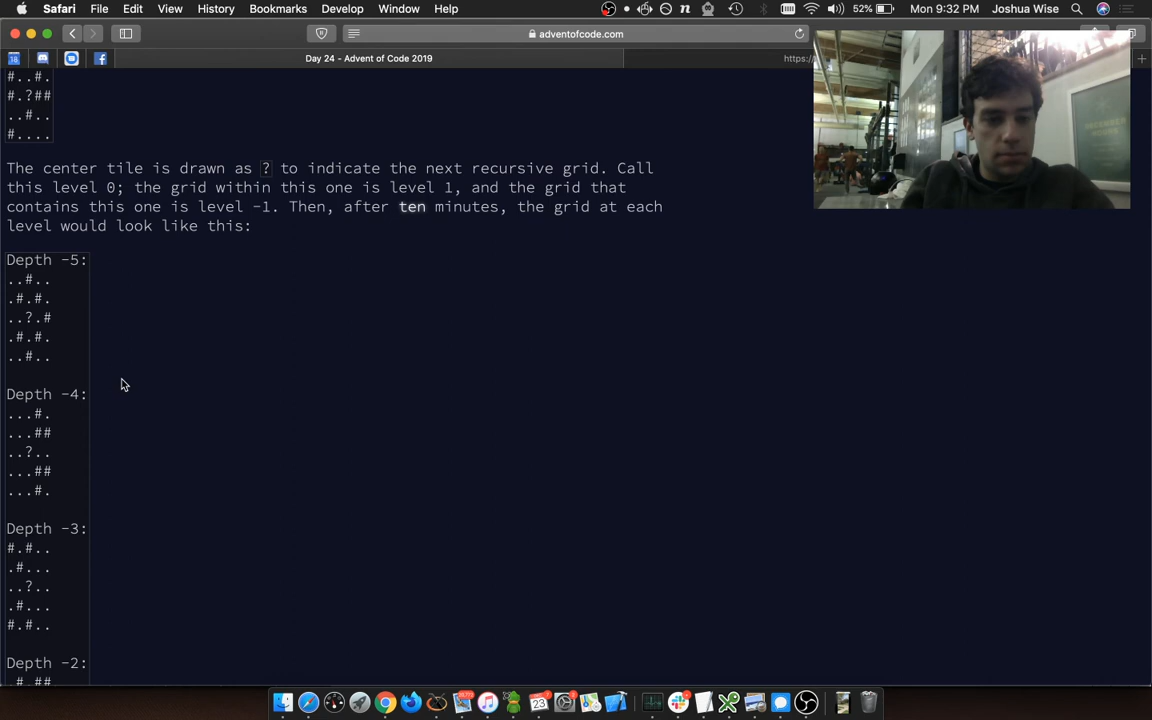 Safari File Edit View History Develop Bookmarks Window Help
52% Mon 9:32 PM Joshua Wise
adventofcode.com
Day 24 - Advent of Code 2019
https:/
#..#.
#.?##
..#..
#....
The center tile is drawn as ? to indicate the next recursive grid. Call
this level 0; the grid within this one is level 1, and the grid that
contains this one is level -1. Then, after ten minutes, the grid at each
level would look like this:
Depth -5:
..#..
.#.#.
..?.#
.#.#.
..#..
Depth -4:
...#.
...##
..?..
...##
...#.
Depth -3:
#.#..
.#...
..?..
.#...
#.#..
Depth -2:
.#.##